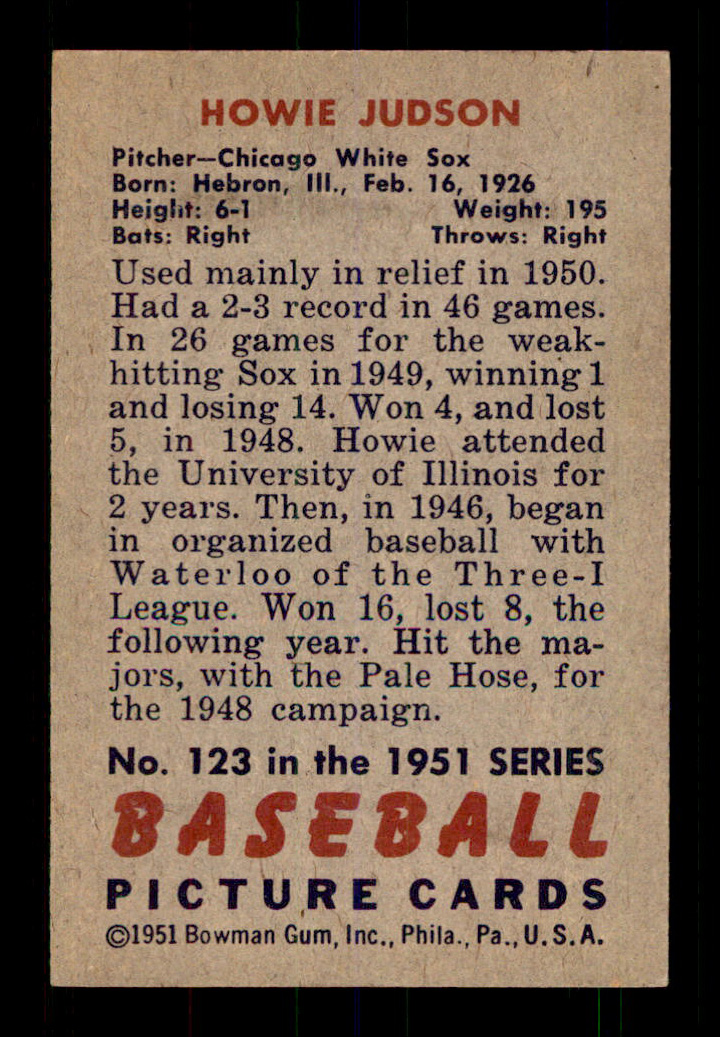 HOWIE JUDSON
Pitcher—Chicago White Sox
Born: Hebron, Ill., Feb. 16, 1926
Height: 6-1 Weight: 195
Bats: Right Throws: Right
Used mainly in relief in 1950.
Had a 2-3 record in 46 games.
In 26 games for the weak-
hitting Sox in 1949, winning 1
and losing 14. Won 4, and lost
5, in 1948. Howie attended
the University of Illinois for
2 years. Then, in 1946, began
in organized baseball with
Waterloo of the Three-I
League. Won 16, lost 8, the
following year. Hit the ma-
jors, with the Pale Hose, for
the 1948 campaign.
No. 123 in the 1951 SERIES
BASEBALL
PICTURE CARDS
©1951 Bowman Gum, Inc., Phila., Pa., U.S.A.